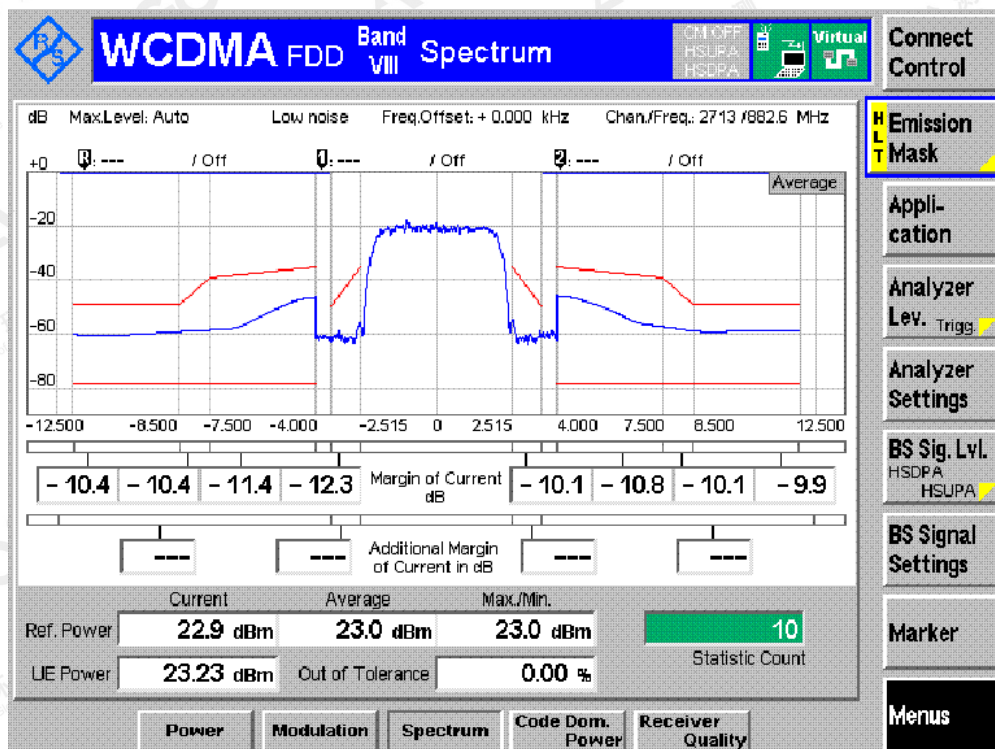 R S
WCDMA FDD Band VIII Spectrum
CM OFF
HSUPA
HSDPA
Virtual
Connect Control
dB Max.Level: Auto Low noise Freq.Offset: + 0.000 kHz Chan./Freq.: 2713 /882.6 MHz
HLT Emission Mask
R: --- / Off 1: --- / Off 2: --- / Off
+0
Average
-20
-40
-60
-80
-12.500 -8.500 -7.500 -4.000 -2.515 0 2.515 4.000 7.500 8.500 12.500
Appli-
cation
Analyzer
Lev. Trigg.
Analyzer
Settings
- 10.4 - 10.4 - 11.4 - 12.3 Margin of Current dB - 10.1 - 10.8 - 10.1 - 9.9
BS Sig. Lvl.
HSDPA
HSUPA
--- --- Additional Margin of Current in dB --- ---
BS Signal
Settings
Current Average Max./Min.
Ref. Power 22.9 dBm 23.0 dBm 23.0 dBm 10
Statistic Count
UE Power 23.23 dBm Out of Tolerance 0.00 %
Marker
Power Modulation Spectrum Code Dom. Power Receiver Quality
Menus